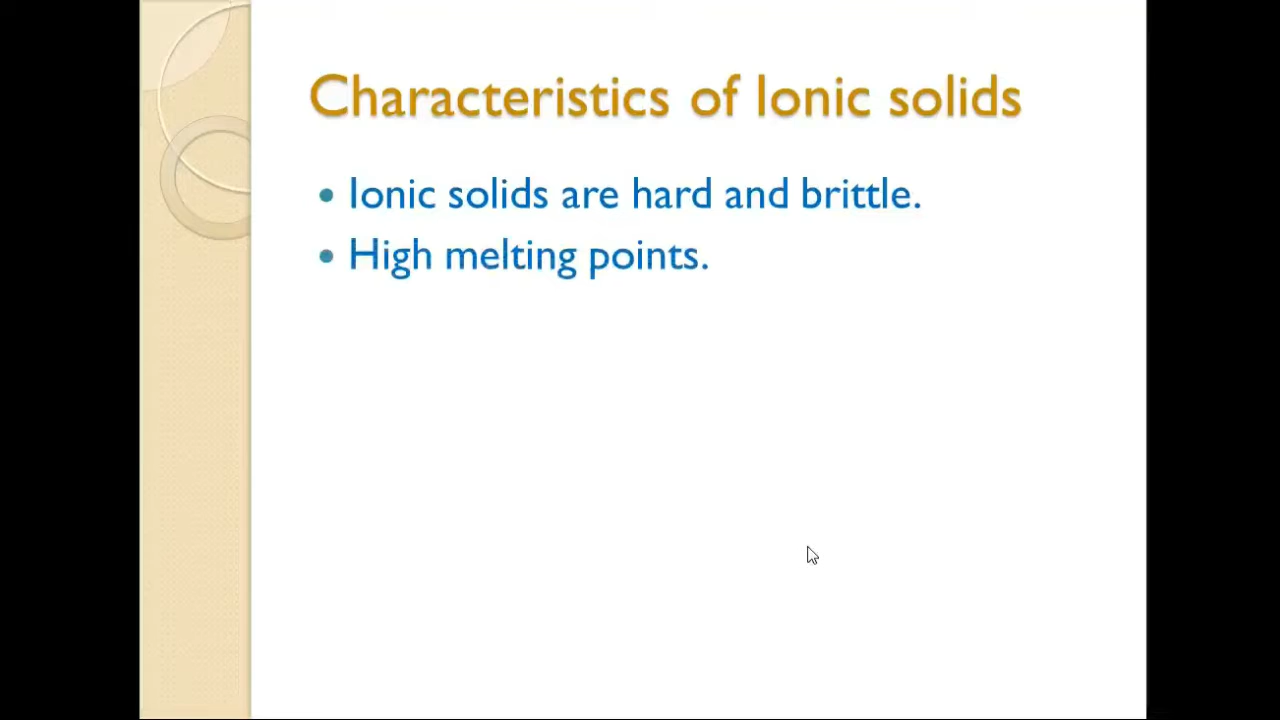 Characteristics of Ionic solids
• Ionic solids are hard and brittle.
• High melting points.